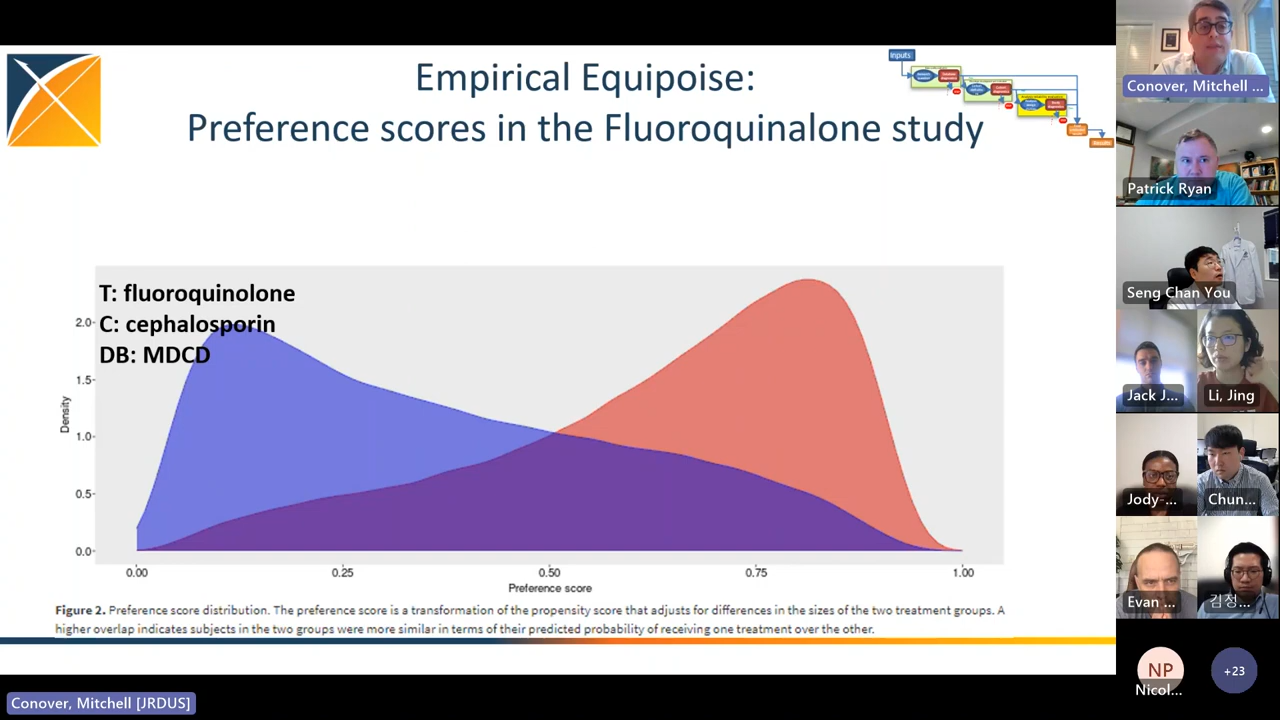 Empirical Equipoise:
Preference scores in the Fluoroquinalone study
Inputs
T: fluoroquinolone
C: cephalosporin
DB: MDCD
2.0
1.5
1.0
0.5
0.0
Density
0.00 0.25 0.50 0.75 1.00
Preference score
Figure 2. Preference score distribution. The preference score is a transformation of the propensity score that adjusts for differences in the sizes of the two treatment groups. A
higher overlap indicates subjects in the two groups were more similar in terms of their predicted probability of receiving one treatment over the other.
Conover, Mitchell [JRDUS]
Conover, Mitchell ...
Patrick Ryan
Seng Chan You
Jack J...
Li, Jing
Jody-...
Chun...
Evan ...
김정...
NP
Nicol...
+23